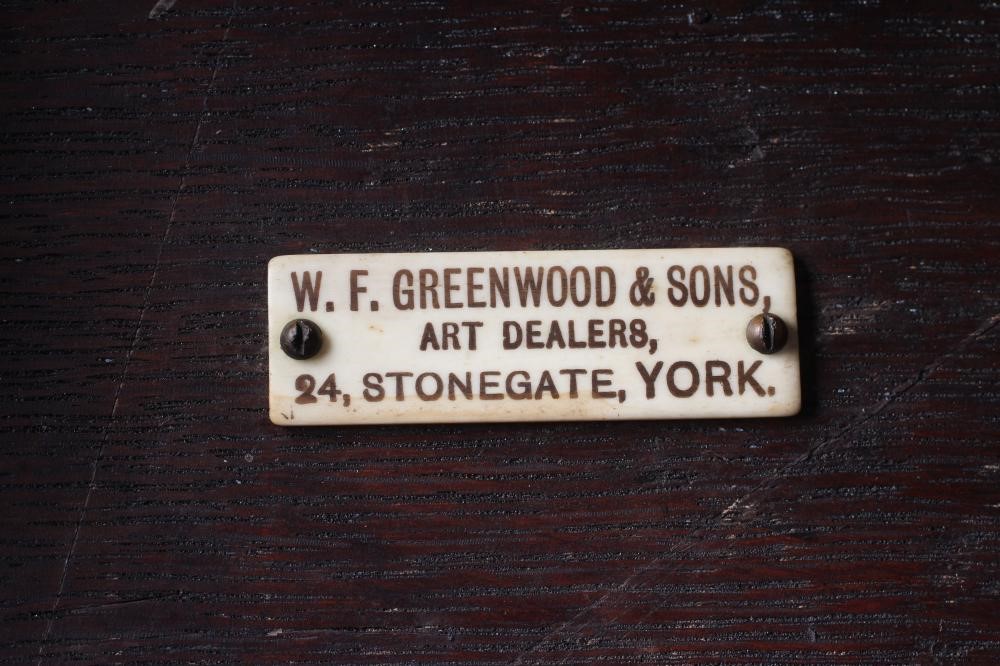 W. F. GREENWOOD & SONS,
ART DEALERS,
24, STONEGATE, YORK.